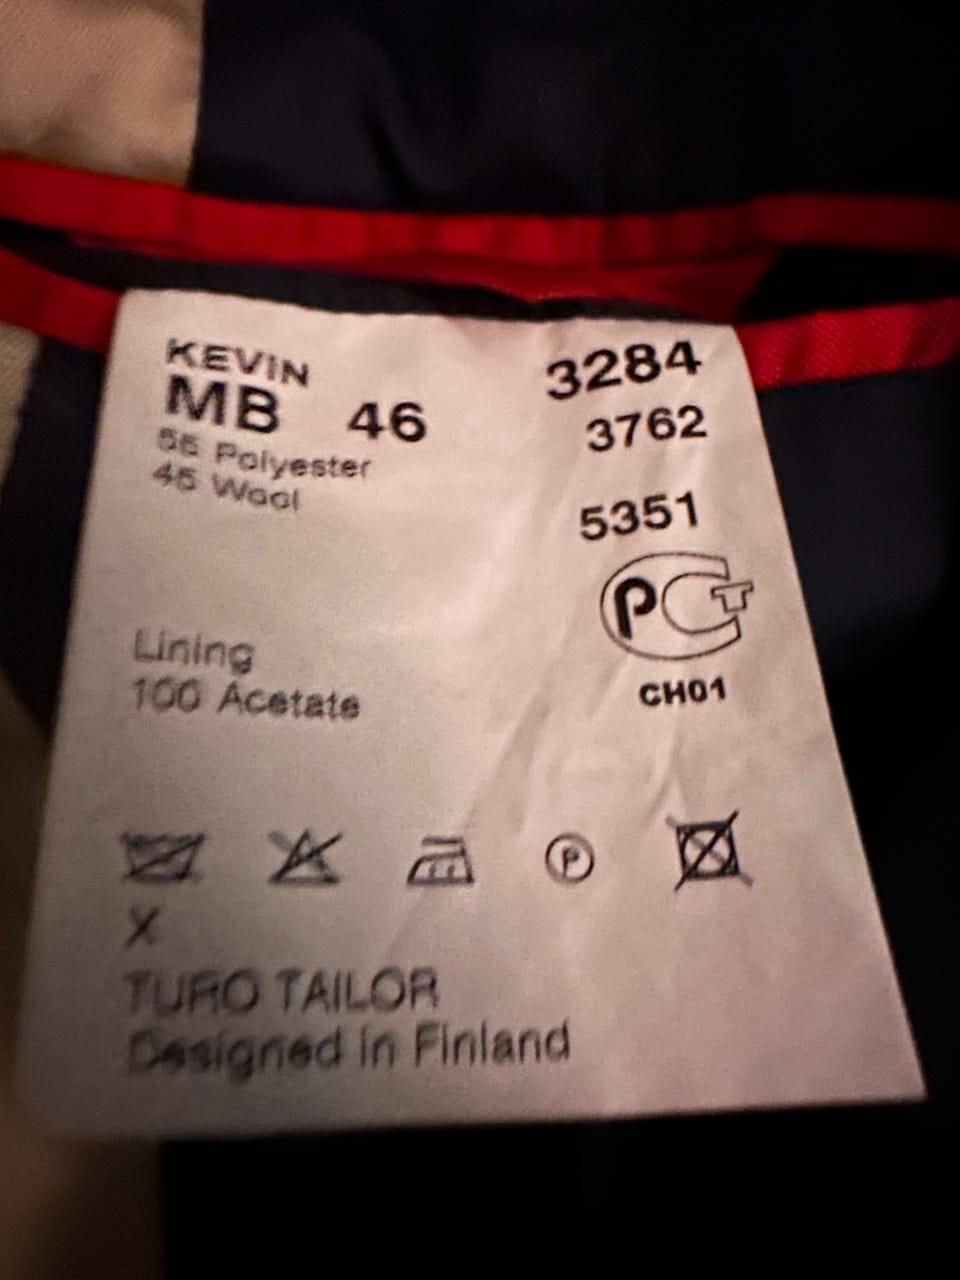 KEVIN 3284
MB 46 3762
55 Polyester
45 Wool
5351
РСТ
CH01
Lining
100 Acetate
P
X
TURO TAILOR
Designed in Finland